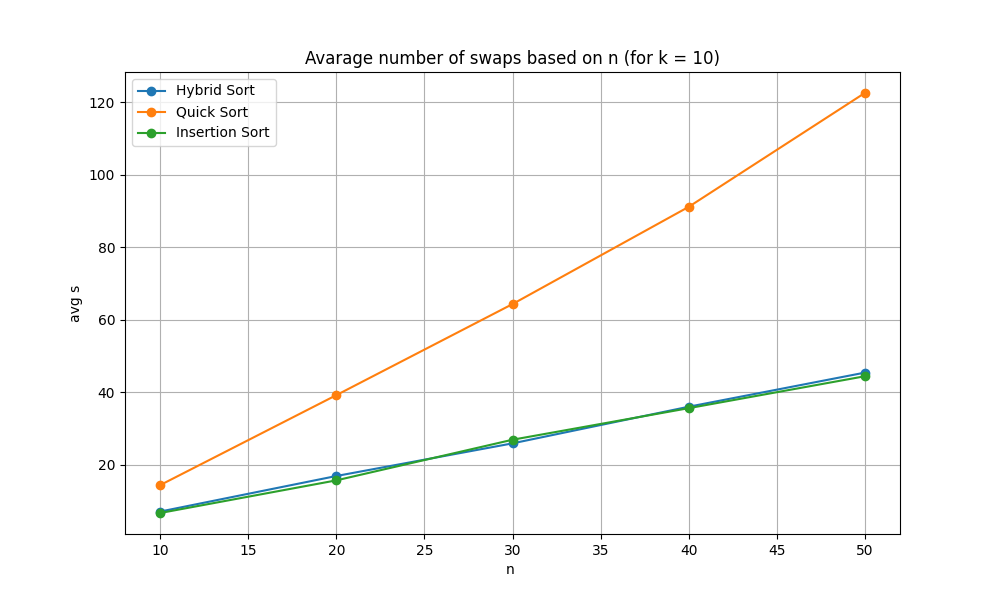 Avarage number of swaps based on n (for k = 10)
Hybrid Sort
Quick Sort
Insertion Sort
120
100
80
60
40
20
avg s
10 15 20 25 30 35 40 45 50
n